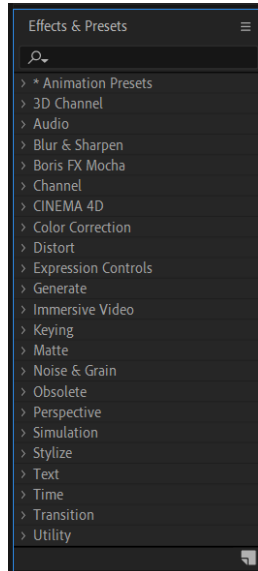 Effects & Presets
* Animation Presets
3D Channel
Audio
Blur & Sharpen
Boris FX Mocha
Channel
CINEMA 4D
Color Correction
Distort
Expression Controls
Generate
Immersive Video
Keying
Matte
Noise & Grain
Obsolete
Perspective
Simulation
Stylize
Text
Time
Transition
Utility